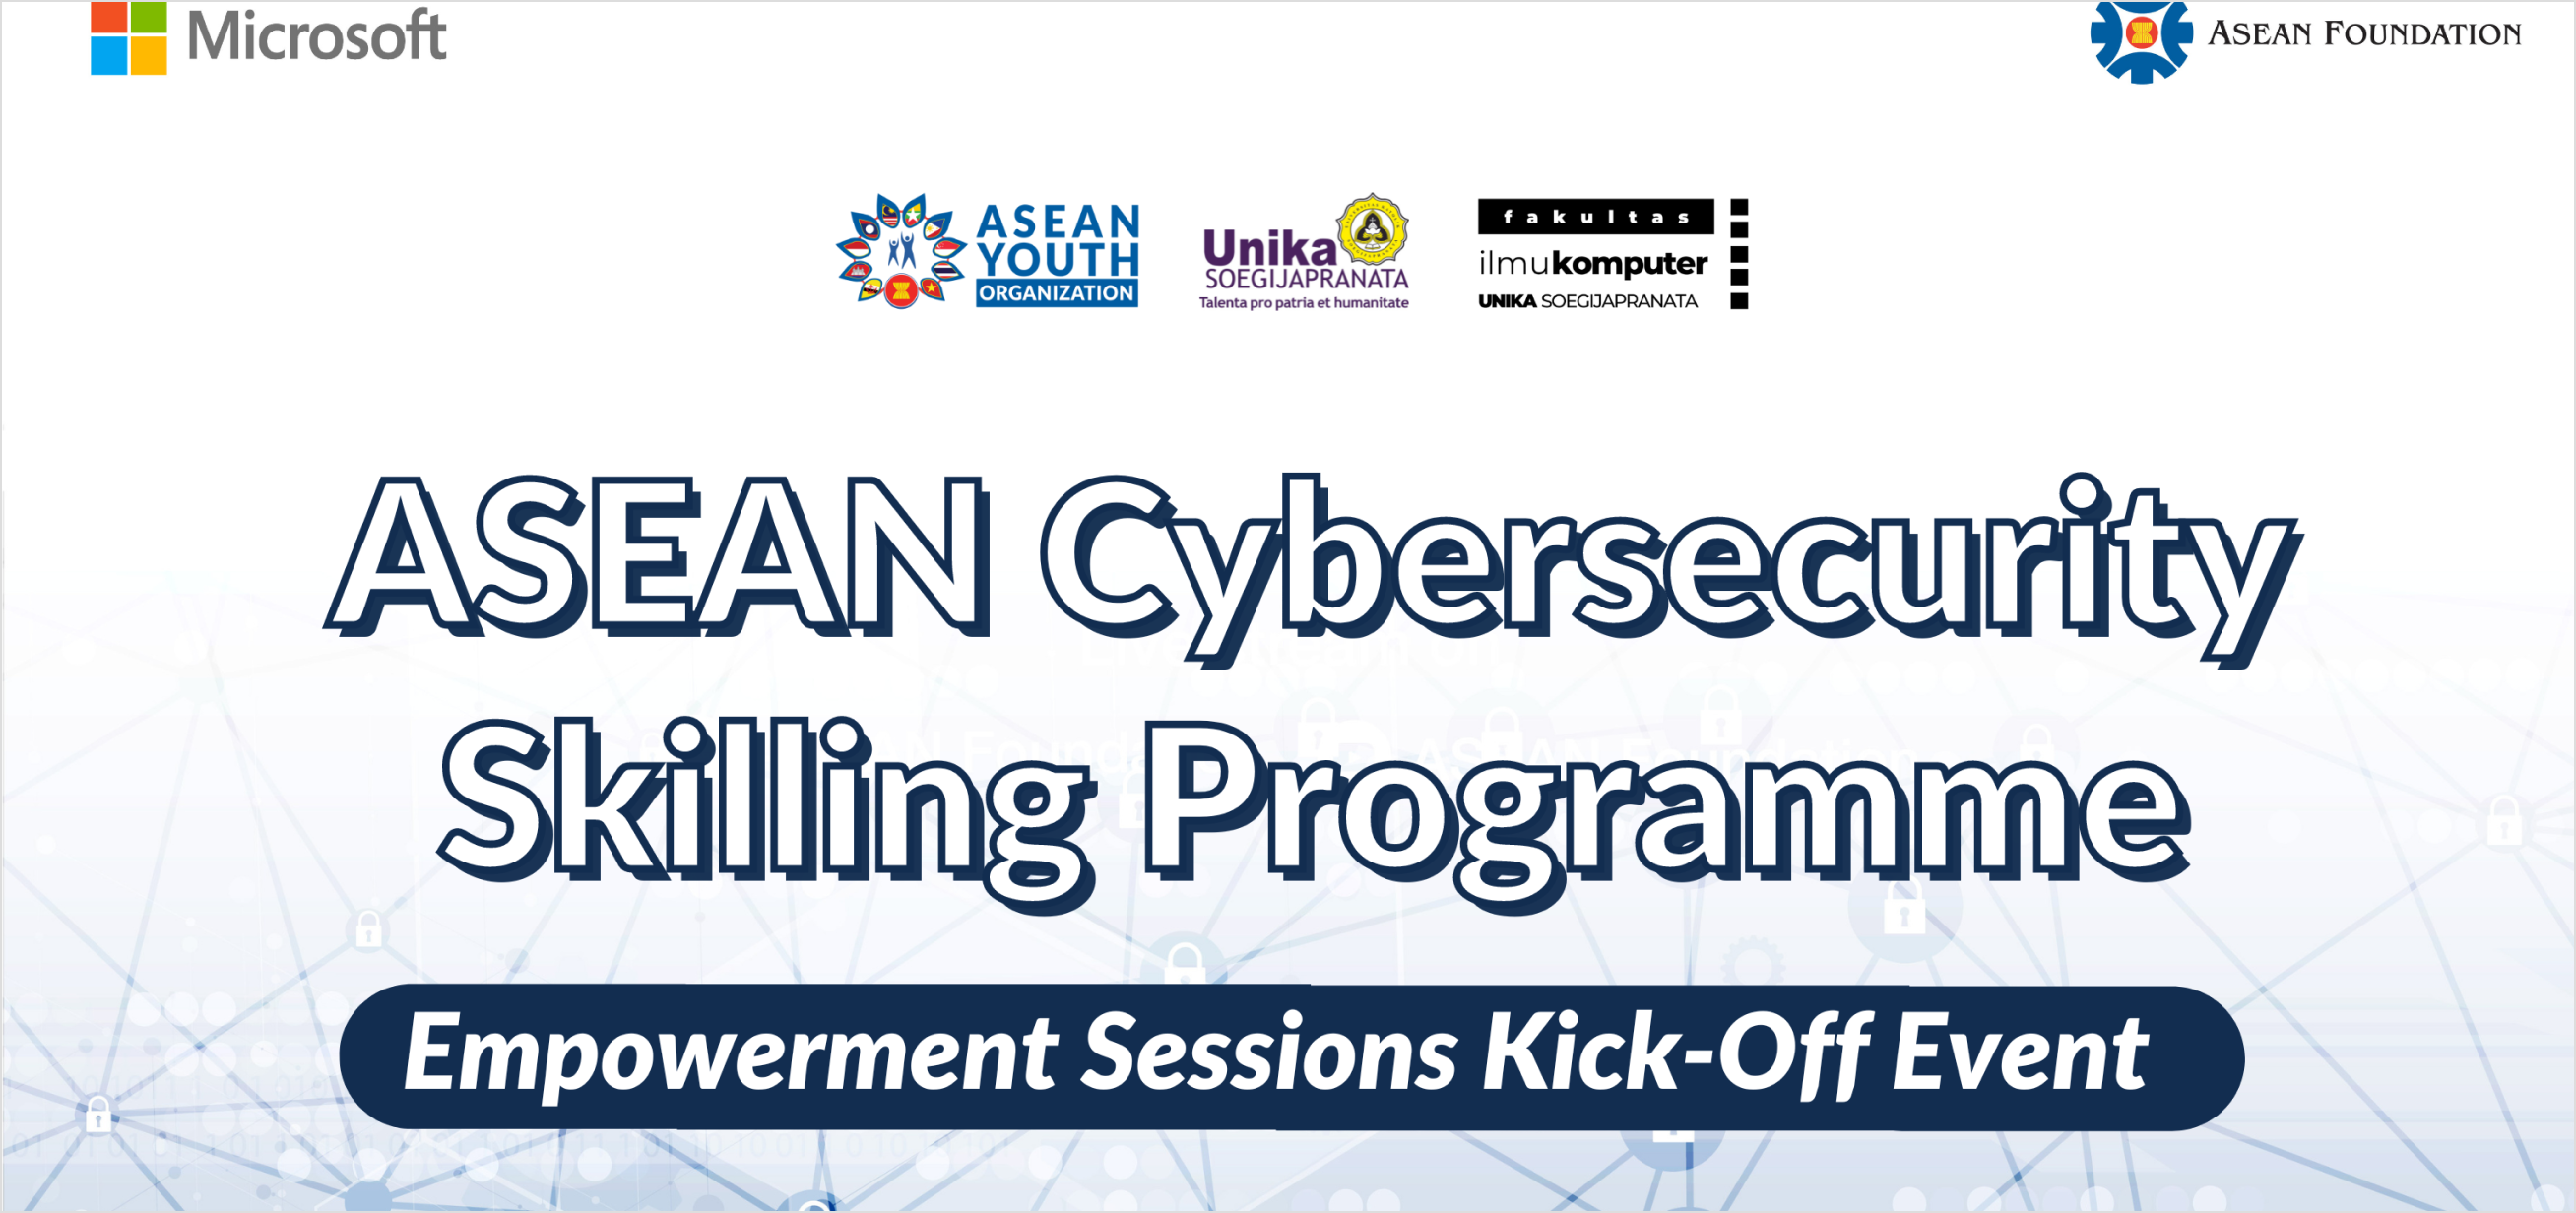 Microsoft
ASEAN FOUNDATION
ASEAN
YOUTH
ORGANIZATION
Unika
SOEGIJAPRANATA
Talenta pro patria et humanitate
fakultas
ilmukomputer
UNIKA SOEGIJAPRANATA
ASEAN Cybersecurity
Skilling Programme
Empowerment Sessions Kick-Off Event